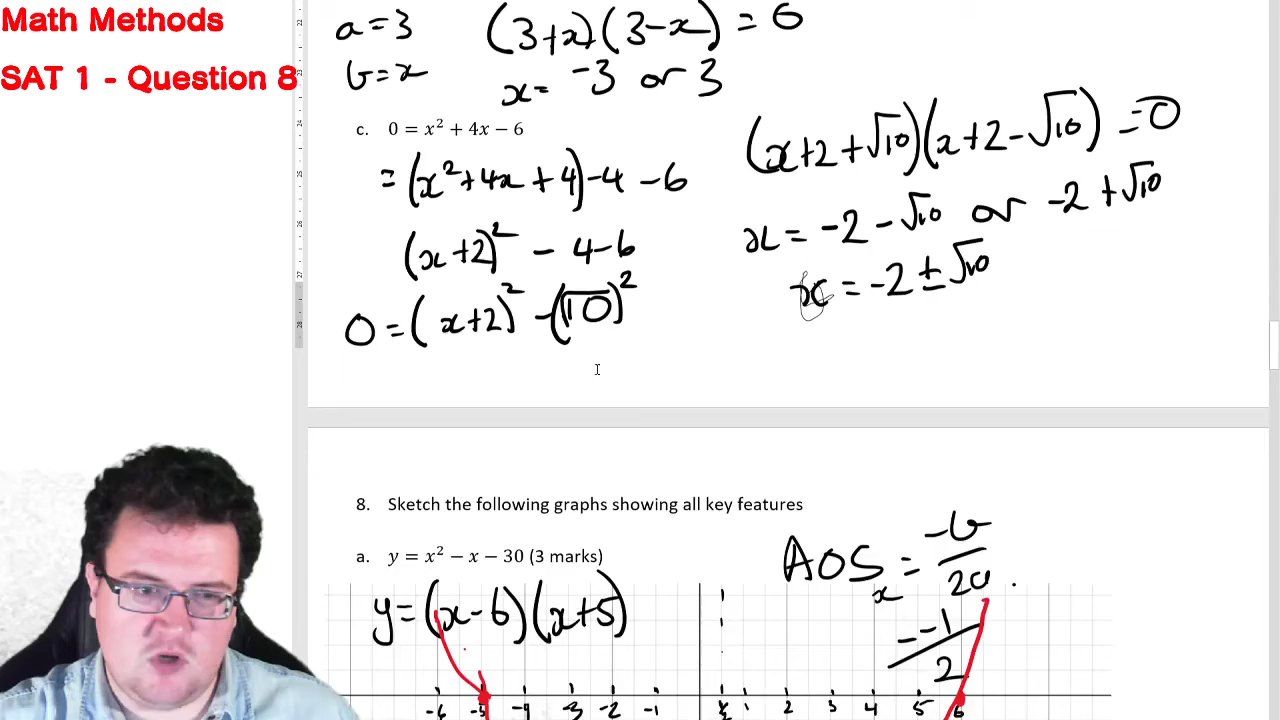 Math Methods
SAT 1 - Question 8
a = 3
(3+x)(3-x) = 0
b = x
x = -3 or 3
c. 0 = x² + 4x − 6
= (x²+4x+4)-4-6
(x+2)² - 4-6
0 = (x+2)² -(√10)²
(x+2+√10)(x+2-√10) = 0
x = -2-√10 or -2+√10
x = -2±√10
8. Sketch the following graphs showing all key features
a. y = x² − x − 30 (3 marks)
y = (x-6)(x+5)
AOS = -b/2a
x
--1/2
-6 -5 -4 -3 -2 -1 ½ 1 2 3 4 5 6